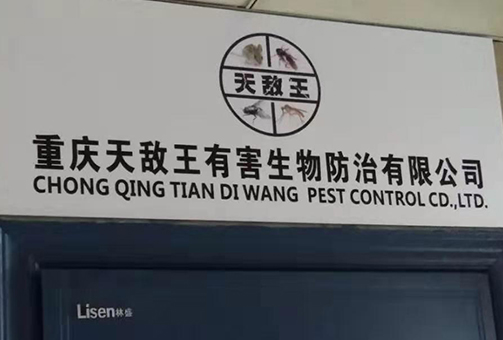 天敌王
重庆天敌王有害生物防治有限公司
CHONG QING TIAN DI WANG PEST CONTROL CD.,LTD.
Lisen林盛